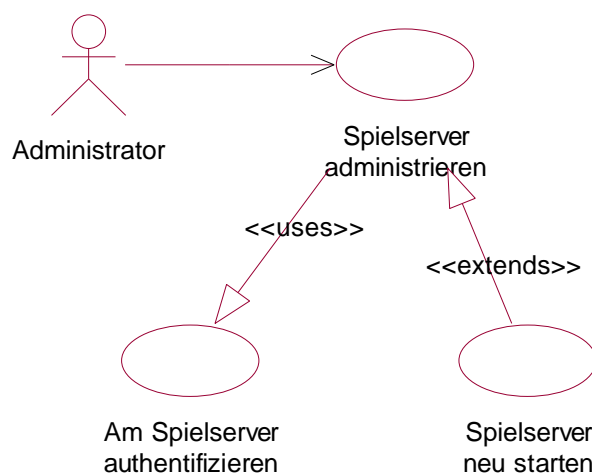 Administrator
Spielserver
administrieren
<<uses>>
<<extends>>
Am Spielserver
authentifizieren
Spielserver
neu starten